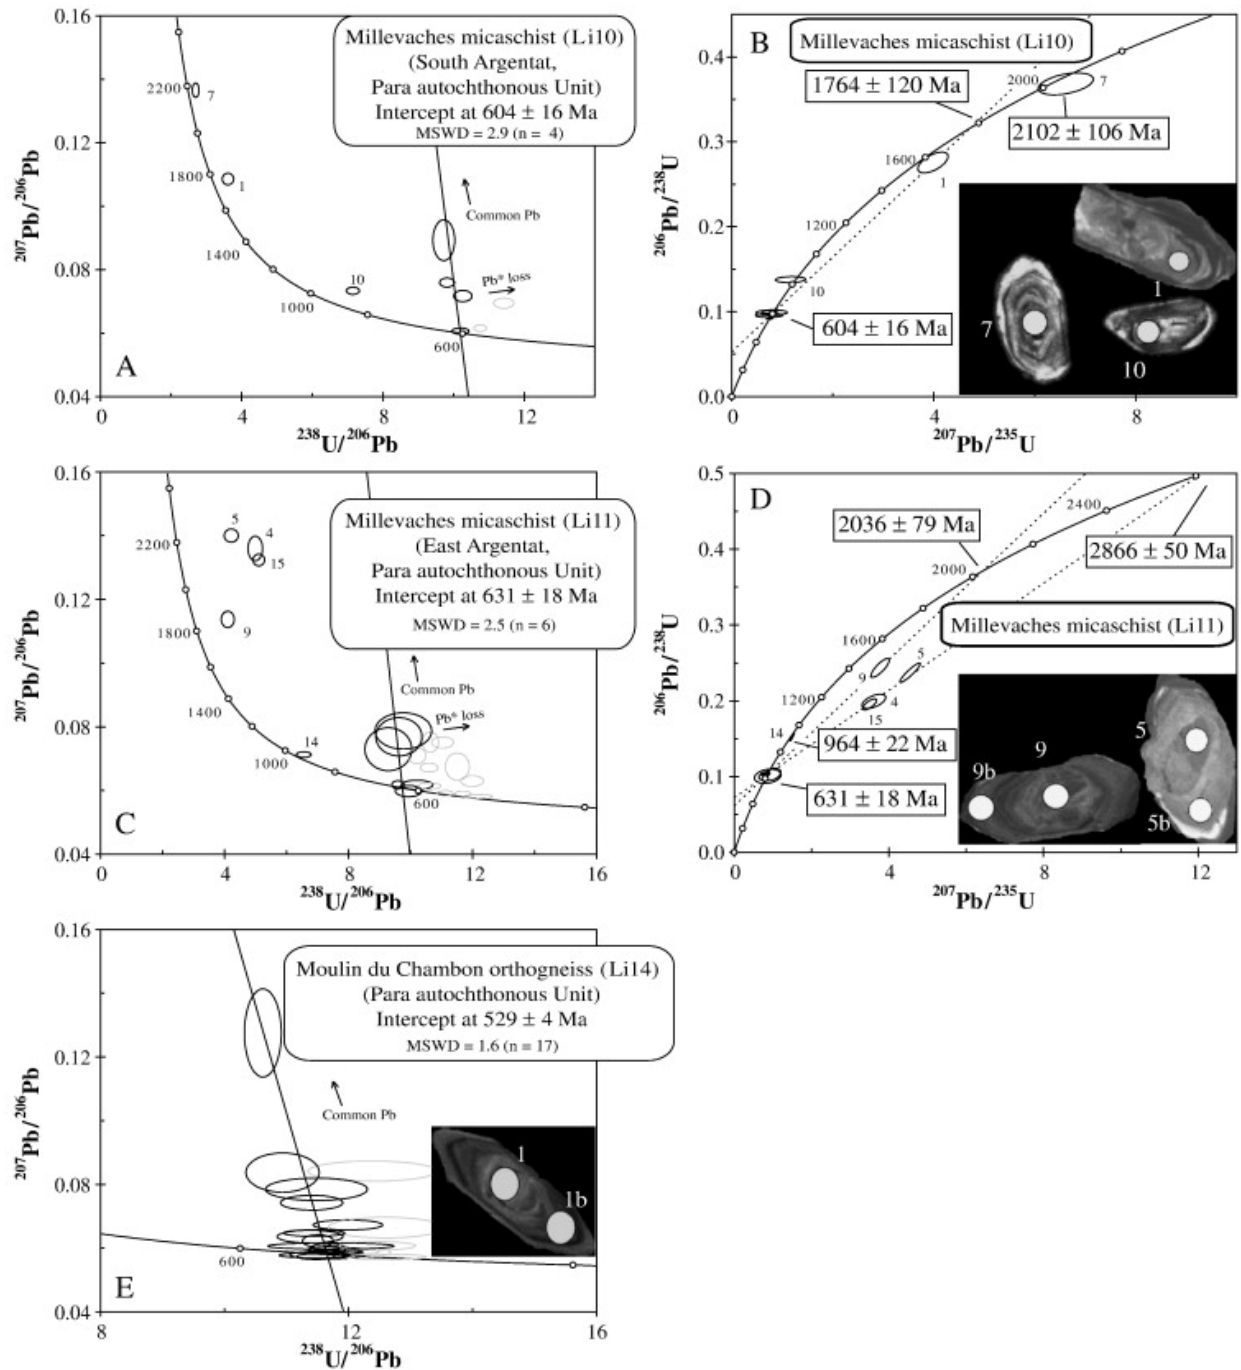 0.16
0.12
0.08
0.04
²⁰⁷Pb/²⁰⁶Pb
2200
7
1800
1
1400
1000
10
600
Millevaches micaschist (Li10)
(South Argentat,
Para autochthonous Unit)
Intercept at 604 ± 16 Ma
MSWD = 2.9 (n = 4)
Common Pb
Pb* loss
A
0
4
8
12
²³⁸U/²⁰⁶Pb
B
Millevaches micaschist (Li10)
0.4
0.3
0.2
0.1
0.0
²⁰⁶Pb/²³⁸U
1764 ± 120 Ma
2000
7
2102 ± 106 Ma
1600
1
1200
10
604 ± 16 Ma
7
1
10
0
4
8
²⁰⁷Pb/²³⁵U
0.16
0.12
0.08
0.04
²⁰⁷Pb/²⁰⁶Pb
2200
5
4
15
1800
9
1400
1000
14
600
Millevaches micaschist (Li11)
(East Argentat,
Para autochthonous Unit)
Intercept at 631 ± 18 Ma
MSWD = 2.5 (n = 6)
Common Pb
Pb* loss
C
0
4
8
12
16
²³⁸U/²⁰⁶Pb
D
0.5
0.4
0.3
0.2
0.1
0.0
²⁰⁶Pb/²³⁸U
2400
2036 ± 79 Ma
2866 ± 50 Ma
2000
Millevaches micaschist (Li11)
1600
9
5
1200
4
15
14
964 ± 22 Ma
631 ± 18 Ma
5
9
9b
5b
0
4
8
12
²⁰⁷Pb/²³⁵U
0.16
0.12
0.08
0.04
²⁰⁷Pb/²⁰⁶Pb
Moulin du Chambon orthogneiss (Li14)
(Para autochthonous Unit)
Intercept at 529 ± 4 Ma
MSWD = 1.6 (n = 17)
Common Pb
1
1b
600
E
8
12
16
²³⁸U/²⁰⁶Pb